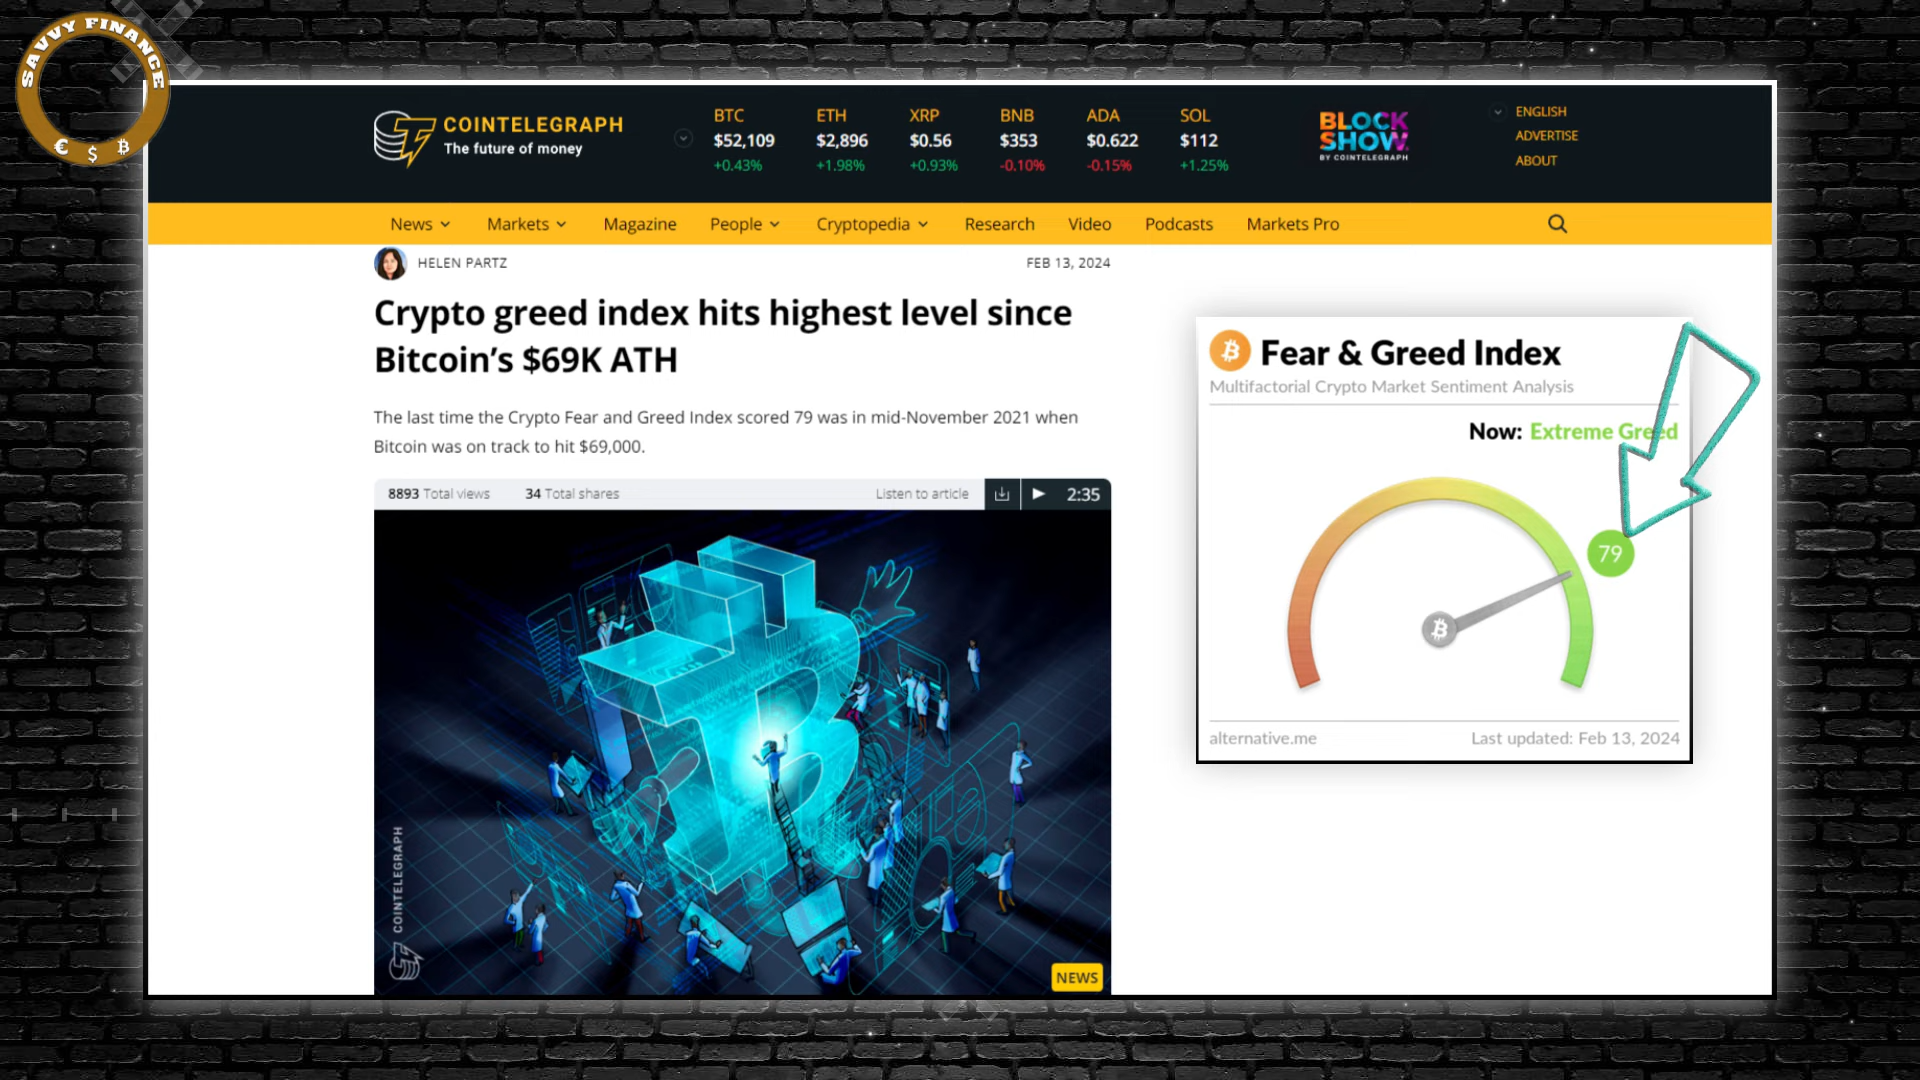 SAVVY FINANCE
€ $ ₿
COINTELEGRAPH
The future of money
BTC
$52,109
+0.43%
ETH
$2,896
+1.98%
XRP
$0.56
+0.93%
BNB
$353
-0.10%
ADA
$0.622
-0.15%
SOL
$112
+1.25%
BLOCK
SHOW
BY COINTELEGRAPH
ENGLISH
ADVERTISE
ABOUT
News Markets Magazine People Cryptopedia Research Video Podcasts Markets Pro
HELEN PARTZ FEB 13, 2024
Crypto greed index hits highest level since
Bitcoin’s $69K ATH
The last time the Crypto Fear and Greed Index scored 79 was in mid-November 2021 when
Bitcoin was on track to hit $69,000.
8893 Total views 34 Total shares Listen to article 2:35
COINTELEGRAPH
NEWS
Fear & Greed Index
Multifactorial Crypto Market Sentiment Analysis
Now: Extreme Greed
79
alternative.me Last updated: Feb 13, 2024